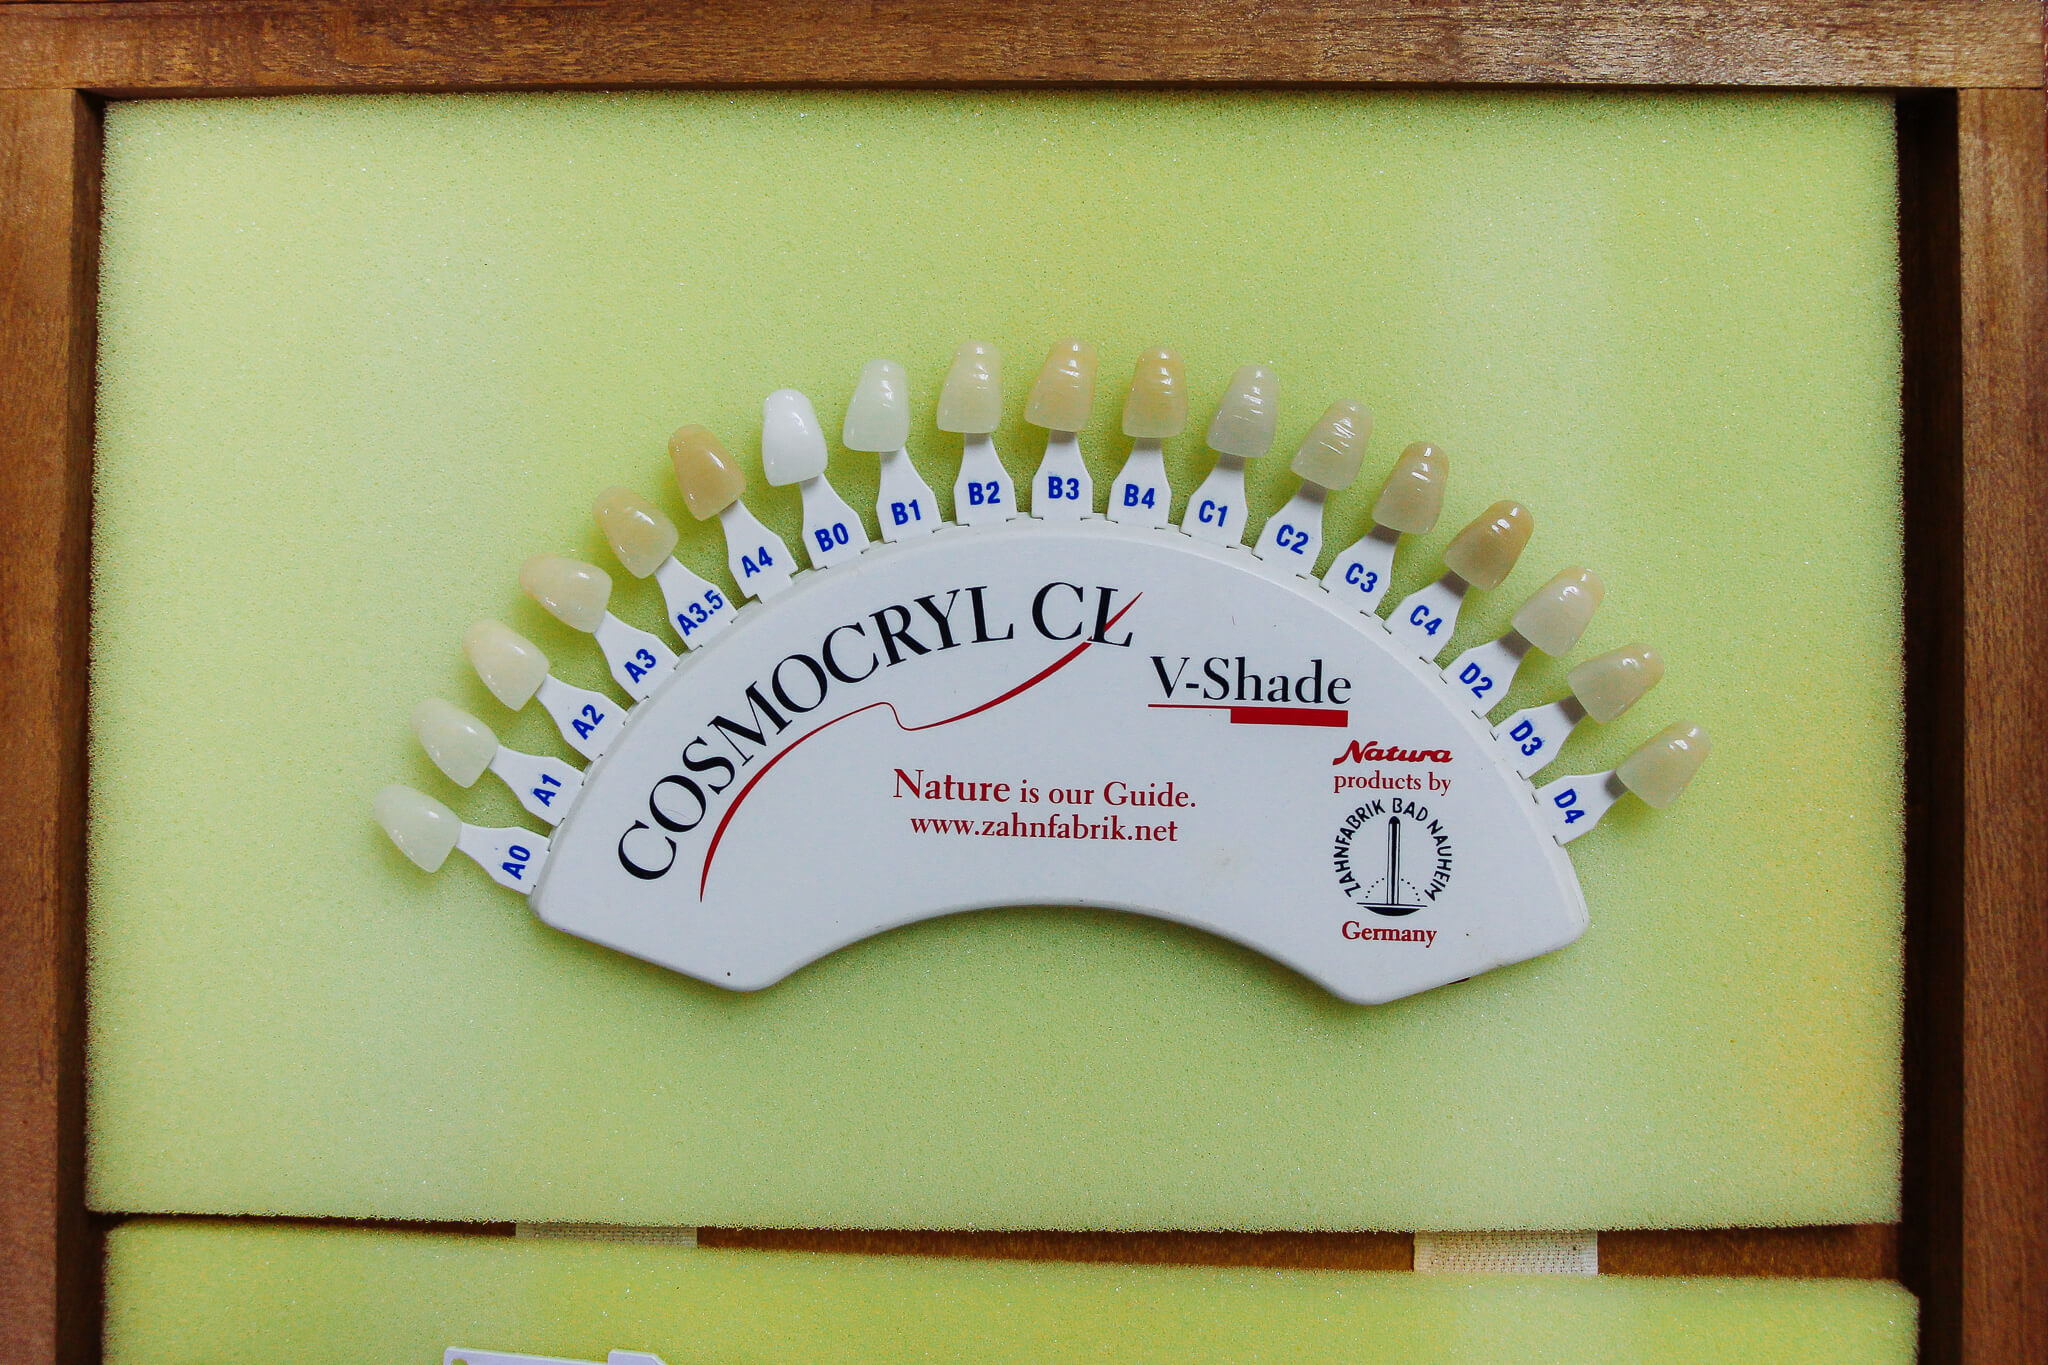 A0
A1
A2
A3
A3.5
A4
B0
B1
B2
B3
B4
C1
C2
C3
C4
D2
D3
D4
COSMOCRYL CL
V-Shade
Nature is our Guide.
www.zahnfabrik.net
Natura
products by
ZAHNFABRIK BAD NAUHEIM
Germany